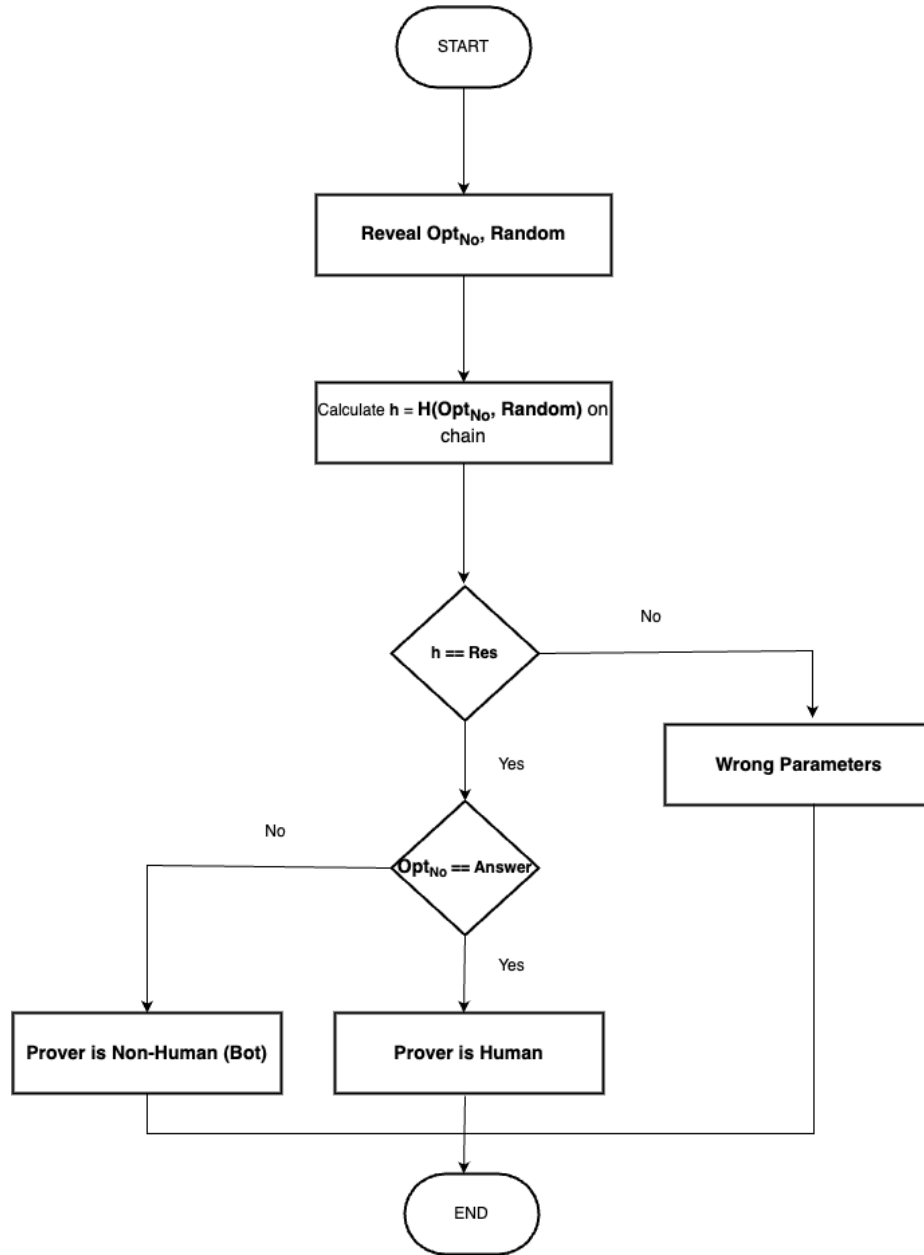 START
Reveal Opt_No, Random
Calculate h = H(Opt_No, Random) on
chain
h == Res
No
Yes
Wrong Parameters
No
Opt_No == Answer
Yes
Prover is Non-Human (Bot)
Prover is Human
END